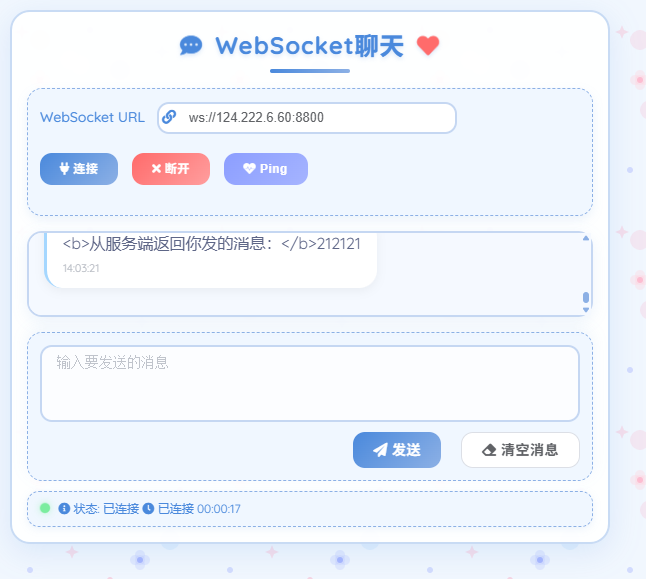 WebSocket聊天
WebSocket URL ws://124.222.6.60:8800
连接 断开 Ping
<b>从服务端返回你发的消息：</b>212121
14:03:21
输入要发送的消息
发送 清空消息
状态: 已连接 已连接 00:00:17